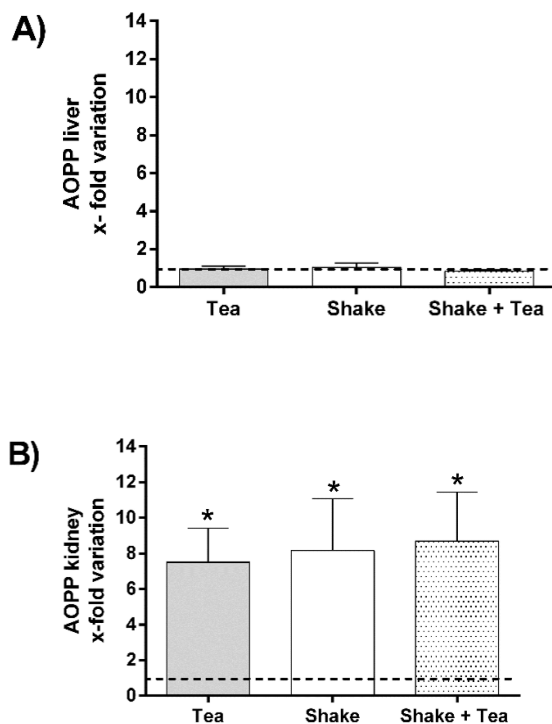 A)
AOPP liver
x- fold variation
14
12
10
8
6
4
2
0
Tea Shake Shake + Tea
B)
AOPP kidney
x-fold variation
14
12
10
8
6
4
2
0
* * *
Tea Shake Shake + Tea